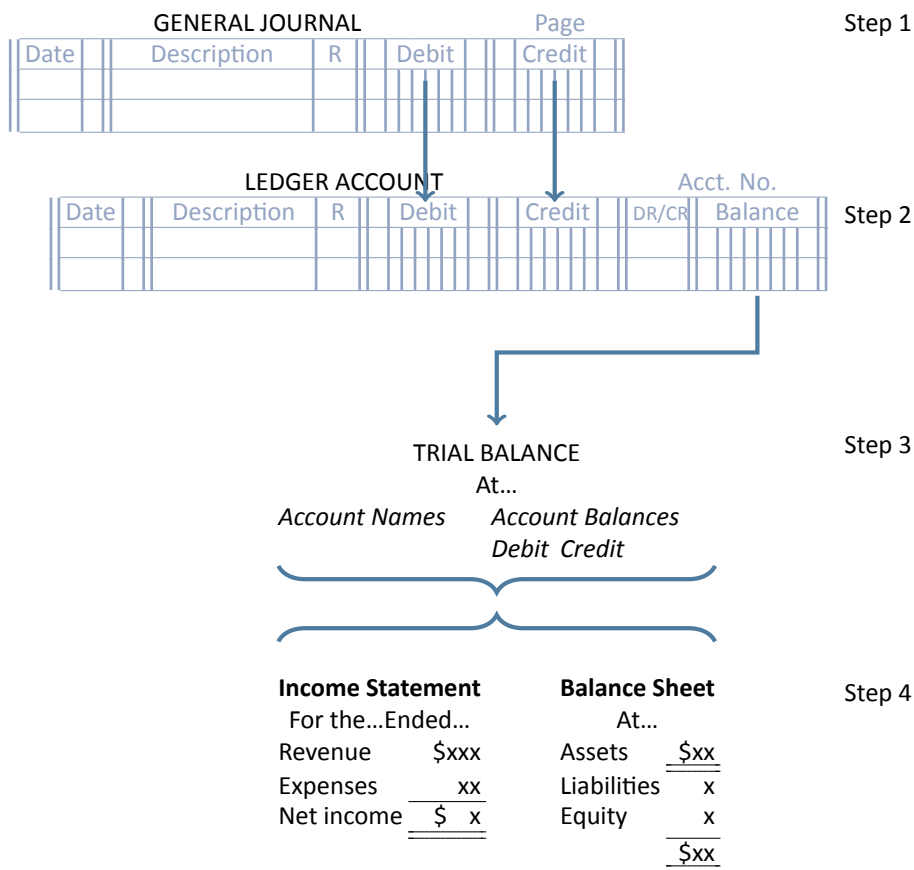 GENERAL JOURNAL Page Step 1
Date Description R Debit Credit
LEDGER ACCOUNT Acct. No.
Date Description R Debit Credit DR/CR Balance Step 2
TRIAL BALANCE Step 3
At…
Account Names Account Balances
Debit Credit
Income Statement Balance Sheet Step 4
For the…Ended… At…
Revenue $xxx Assets $xx
Expenses xx Liabilities x
Net income $ x Equity x
$xx